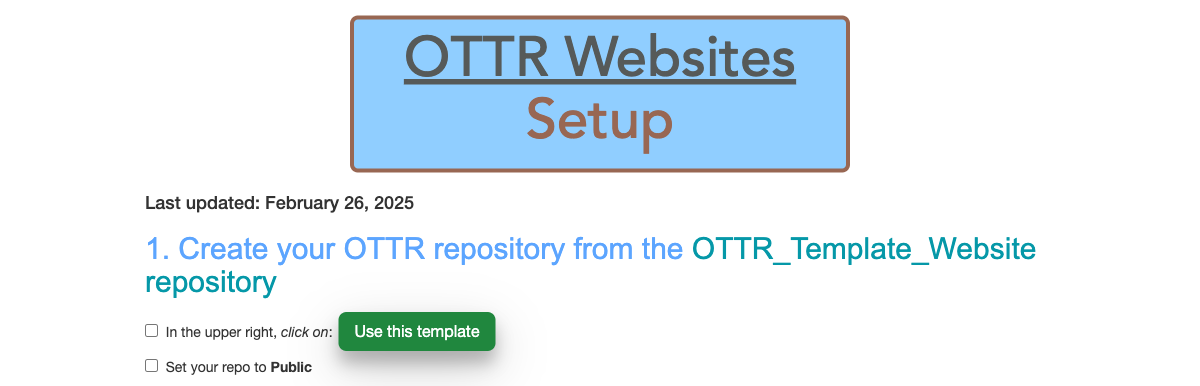 OTTR Websites
Setup
Last updated: February 26, 2025
1. Create your OTTR repository from the OTTR_Template_Website
repository
In the upper right, click on: Use this template
Set your repo to Public